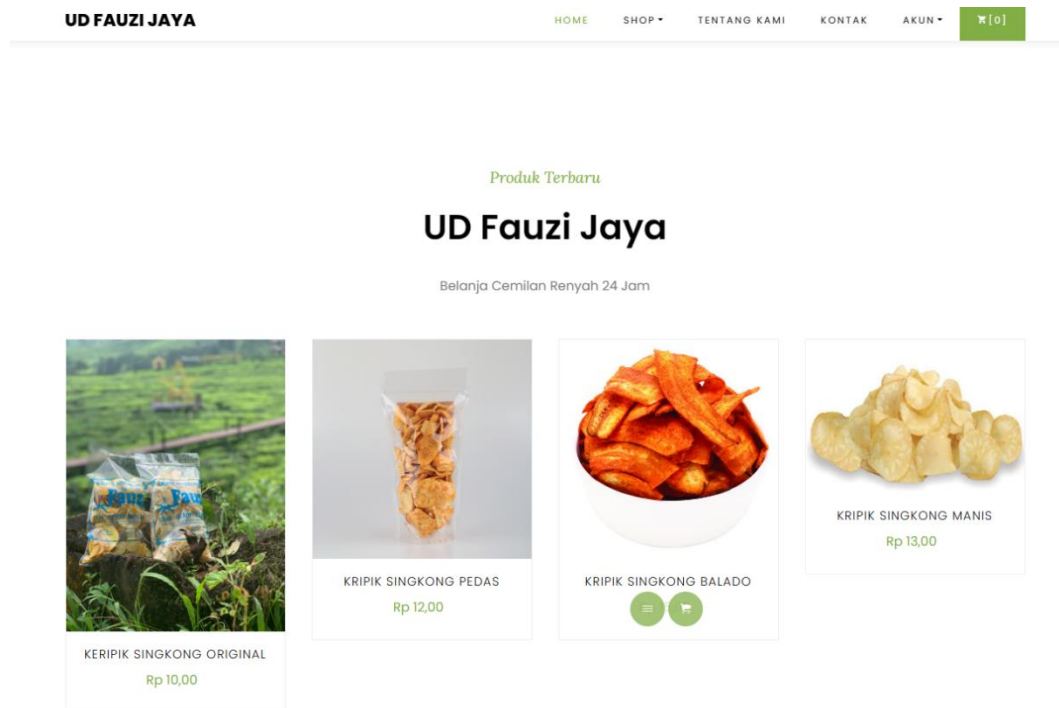 UD FAUZI JAYA
HOME SHOP TENTANG KAMI KONTAK AKUN [0]
Produk Terbaru
UD Fauzi Jaya
Belanja Cemilan Renyah 24 Jam
Fauz Fau
KERIPIK SINGKONG ORIGINAL
Rp 10,00
KRIPIK SINGKONG PEDAS
Rp 12,00
KRIPIK SINGKONG BALADO
KRIPIK SINGKONG MANIS
Rp 13,00